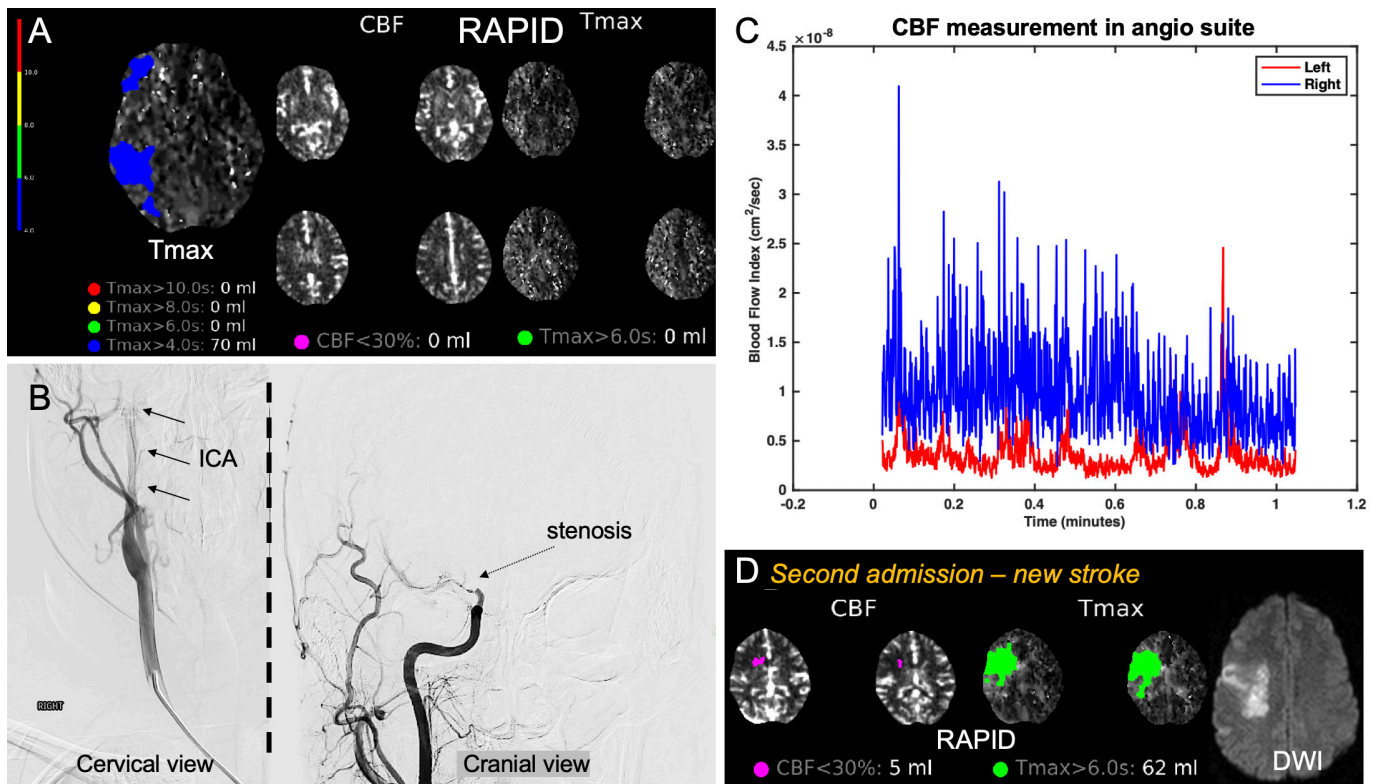 A
CBF
RAPID
Tmax
10.0
8.0
6.0
4.0
Tmax
Tmax>10.0s: 0 ml
Tmax>8.0s: 0 ml
Tmax>6.0s: 0 ml
Tmax>4.0s: 70 ml
CBF<30%: 0 ml
Tmax>6.0s: 0 ml
B
ICA
stenosis
RIGHT
Cervical view
Cranial view
C
CBF measurement in angio suite
×10⁻⁸
4.5
4
3.5
3
2.5
2
1.5
1
0.5
0
Blood Flow Index (cm²/sec)
Left
Right
-0.2
0
0.2
0.4
0.6
0.8
1
1.2
Time (minutes)
D
Second admission – new stroke
CBF
Tmax
RAPID
DWI
CBF<30%: 5 ml
Tmax>6.0s: 62 ml